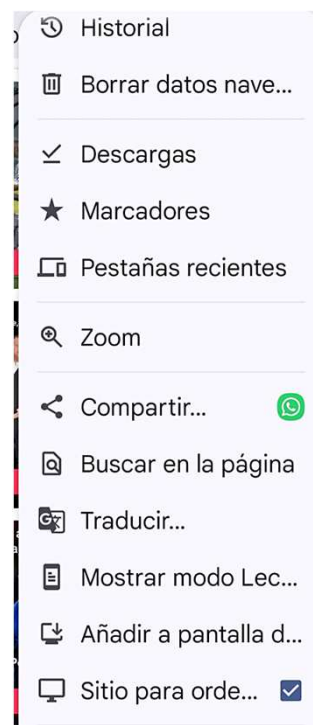 Historial
Borrar datos nave...
Descargas
Marcadores
Pestañas recientes
Zoom
Compartir...
Buscar en la página
Traducir...
Mostrar modo Lec...
Añadir a pantalla d...
Sitio para orde...